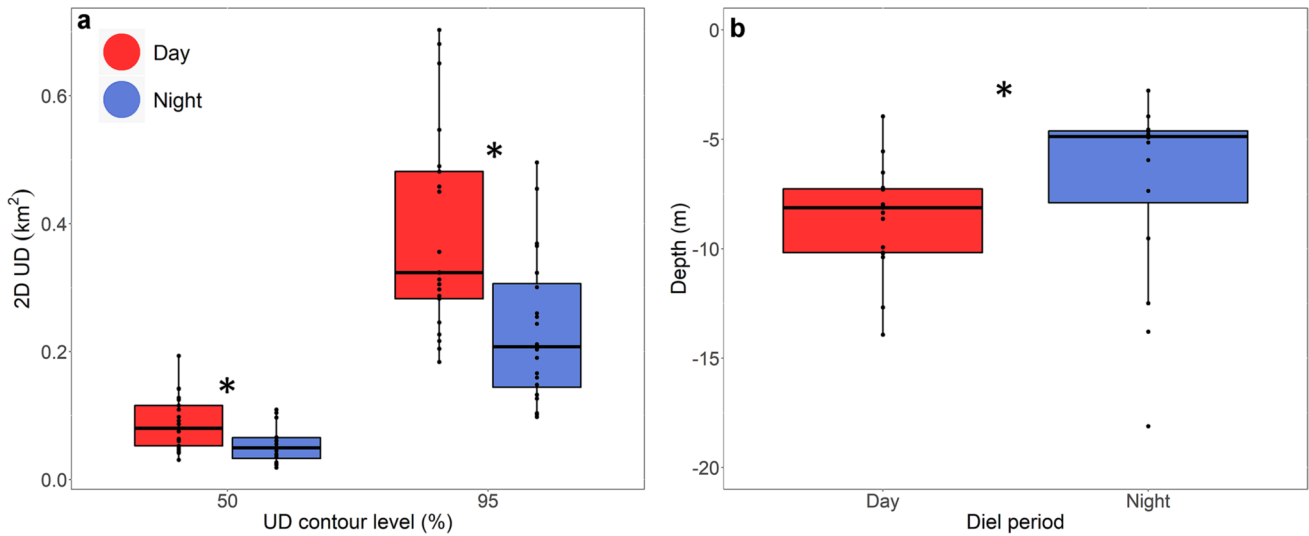 a
Day
Night
*
*
0.6
0.4
0.2
0.0
2D UD (km²)
50
95
UD contour level (%)
b
*
0
-5
-10
-15
-20
Depth (m)
Day
Night
Diel period